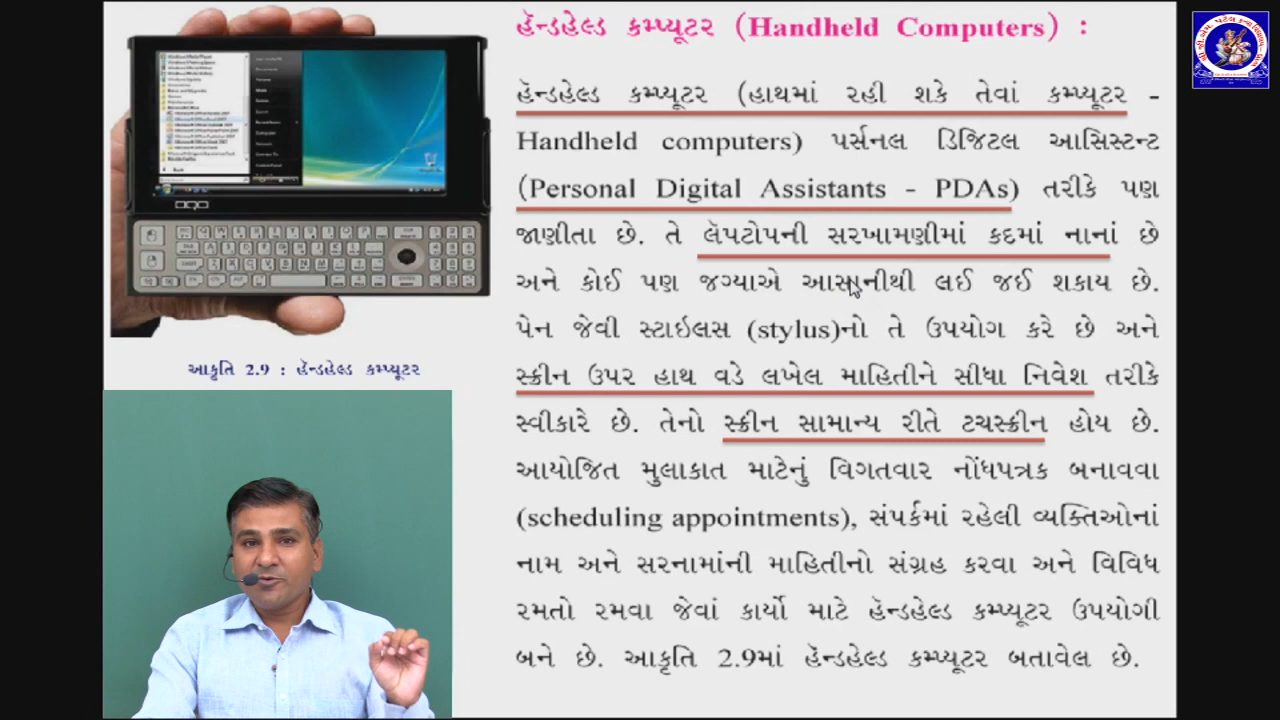 હૅન્ડહેલ્ડ કમ્પ્યૂટર (Handheld Computers) :
હૅન્ડહેલ્ડ કમ્પ્યૂટર (હાથમાં રહી શકે તેવાં કમ્પ્યૂટર -
Handheld computers) પર્સનલ ડિજિટલ આસિસ્ટન્ટ
(Personal Digital Assistants - PDAs) તરીકે પણ
જાણીતા છે. તે લૅપટોપની સરખામણીમાં કદમાં નાનાં છે
અને કોઈ પણ જગ્યાએ આસાનીથી લઈ જઈ શકાય છે.
પેન જેવી સ્ટાઇલસ (stylus)નો તે ઉપયોગ કરે છે અને
સ્ક્રીન ઉપર હાથ વડે લખેલ માહિતીને સીધા નિવેશ તરીકે
સ્વીકારે છે. તેનો સ્ક્રીન સામાન્ય રીતે ટચસ્ક્રીન હોય છે.
આયોજિત મુલાકાત માટેનું વિગતવાર નોંધપત્રક બનાવવા
(scheduling appointments), સંપર્કમાં રહેલી વ્યક્તિઓનાં
નામ અને સરનામાંની માહિતીનો સંગ્રહ કરવા અને વિવિધ
રમતો રમવા જેવાં કાર્યો માટે હૅન્ડહેલ્ડ કમ્પ્યૂટર ઉપયોગી
બને છે. આકૃતિ 2.9માં હૅન્ડહેલ્ડ કમ્પ્યૂટર બતાવેલ છે.
આકૃતિ 2.9 : હૅન્ડહેલ્ડ કમ્પ્યૂટર